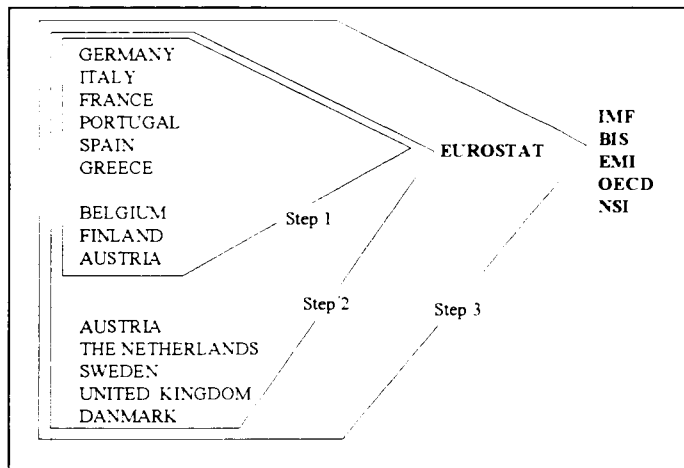 GERMANY
ITALY
FRANCE
PORTUGAL
SPAIN
GREECE
BELGIUM
FINLAND
AUSTRIA
Step 1
EUROSTAT
IMF
BIS
EMI
OECD
NSI
AUSTRIA
THE NETHERLANDS
SWEDEN
UNITED KINGDOM
DANMARK
Step 2
Step 3